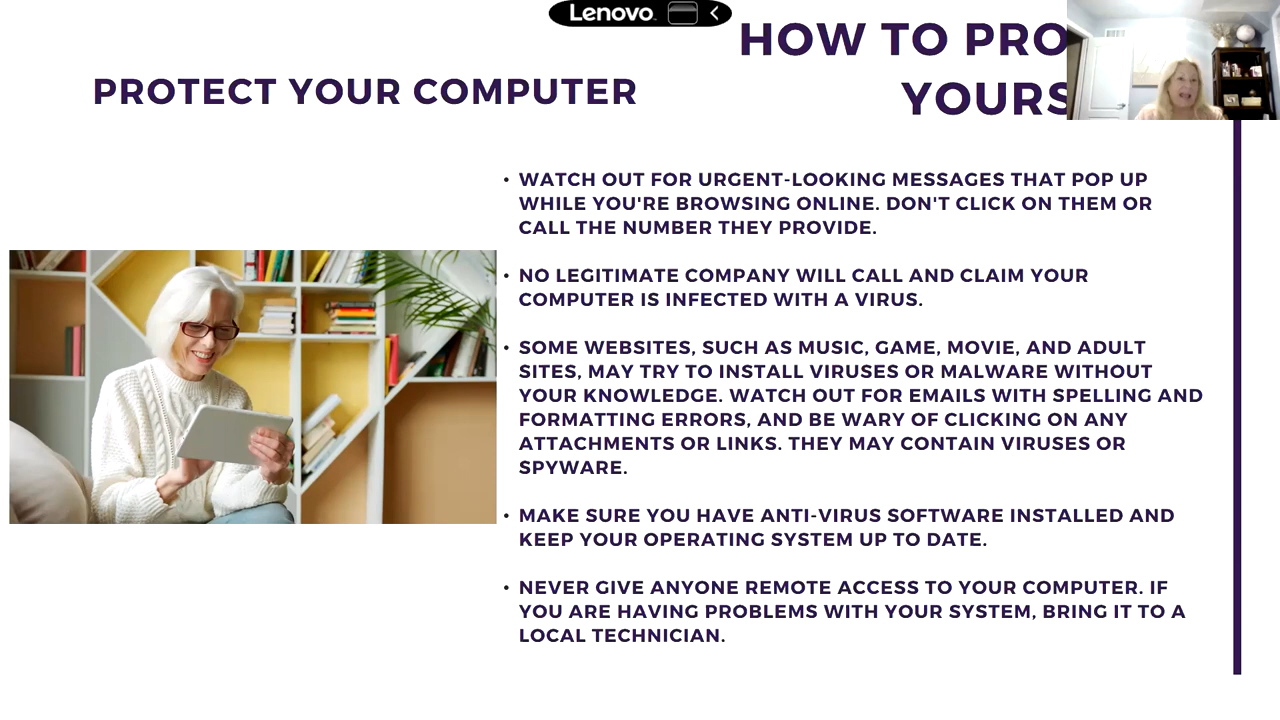 Lenovo
HOW TO PRO
YOURS
PROTECT YOUR COMPUTER
• WATCH OUT FOR URGENT-LOOKING MESSAGES THAT POP UP
WHILE YOU'RE BROWSING ONLINE. DON'T CLICK ON THEM OR
CALL THE NUMBER THEY PROVIDE.
• NO LEGITIMATE COMPANY WILL CALL AND CLAIM YOUR
COMPUTER IS INFECTED WITH A VIRUS.
• SOME WEBSITES, SUCH AS MUSIC, GAME, MOVIE, AND ADULT
SITES, MAY TRY TO INSTALL VIRUSES OR MALWARE WITHOUT
YOUR KNOWLEDGE. WATCH OUT FOR EMAILS WITH SPELLING AND
FORMATTING ERRORS, AND BE WARY OF CLICKING ON ANY
ATTACHMENTS OR LINKS. THEY MAY CONTAIN VIRUSES OR
SPYWARE.
• MAKE SURE YOU HAVE ANTI-VIRUS SOFTWARE INSTALLED AND
KEEP YOUR OPERATING SYSTEM UP TO DATE.
• NEVER GIVE ANYONE REMOTE ACCESS TO YOUR COMPUTER. IF
YOU ARE HAVING PROBLEMS WITH YOUR SYSTEM, BRING IT TO A
LOCAL TECHNICIAN.